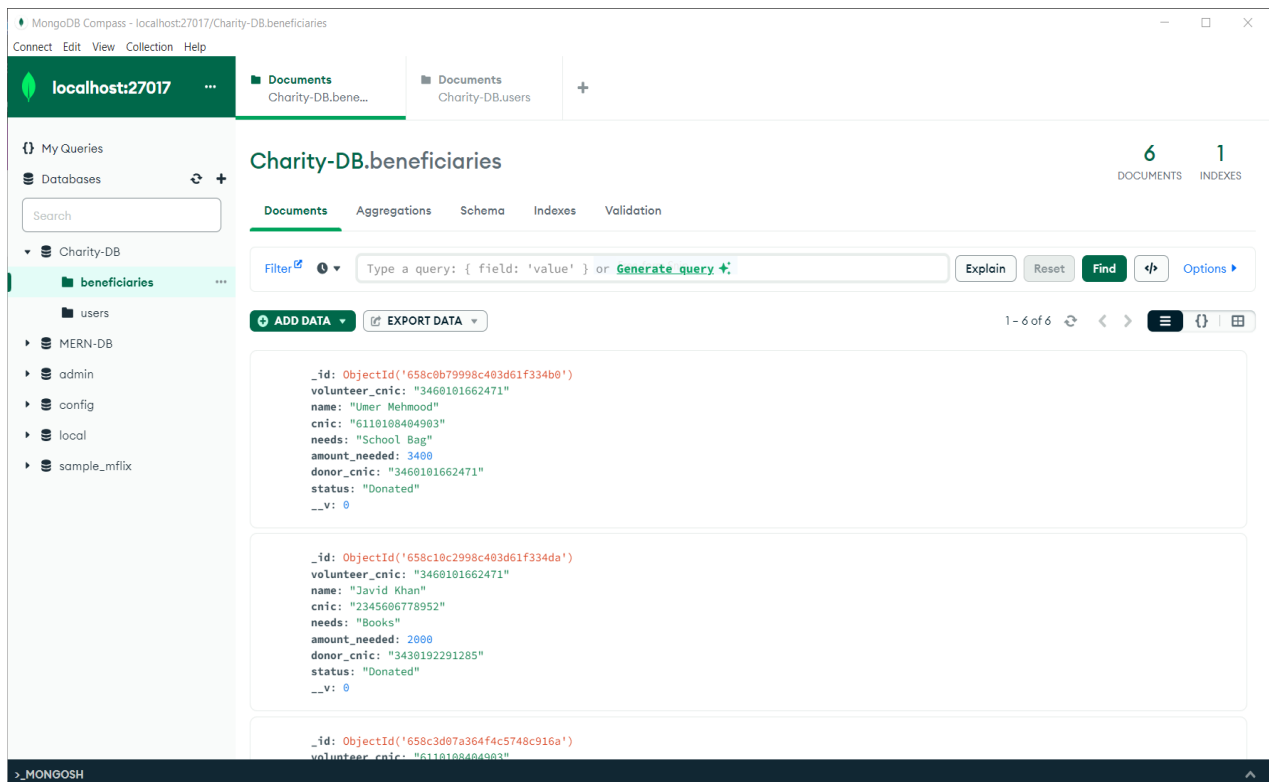 MongoDB Compass - localhost:27017/Charity-DB.beneficiaries
Connect Edit View Collection Help
localhost:27017 ...
Documents
Charity-DB.bene...
Documents
Charity-DB.users
+
{} My Queries
Databases
Search
Charity-DB
beneficiaries ...
users
MERN-DB
admin
config
local
sample_mflix
Charity-DB.beneficiaries
6
DOCUMENTS
1
INDEXES
Documents Aggregations Schema Indexes Validation
Filter Type a query: { field: 'value' } or Generate query Explain Reset Find </> Options
ADD DATA EXPORT DATA 1 – 6 of 6 {}
_id: ObjectId('658c0b79998c403d61f334b0')
volunteer_cnic: "3460101662471"
name: "Umer Mehmood"
cnic: "6110108404903"
needs: "School Bag"
amount_needed: 3400
donor_cnic: "3460101662471"
status: "Donated"
__v: 0
_id: ObjectId('658c10c2998c403d61f334da')
volunteer_cnic: "3460101662471"
name: "Javid Khan"
cnic: "2345606778952"
needs: "Books"
amount_needed: 2000
donor_cnic: "3430192291285"
status: "Donated"
__v: 0
_id: ObjectId('658c3d07a364f4c5748c916a')
volunteer_cnic: "6110108404903"
>_MONGOSH